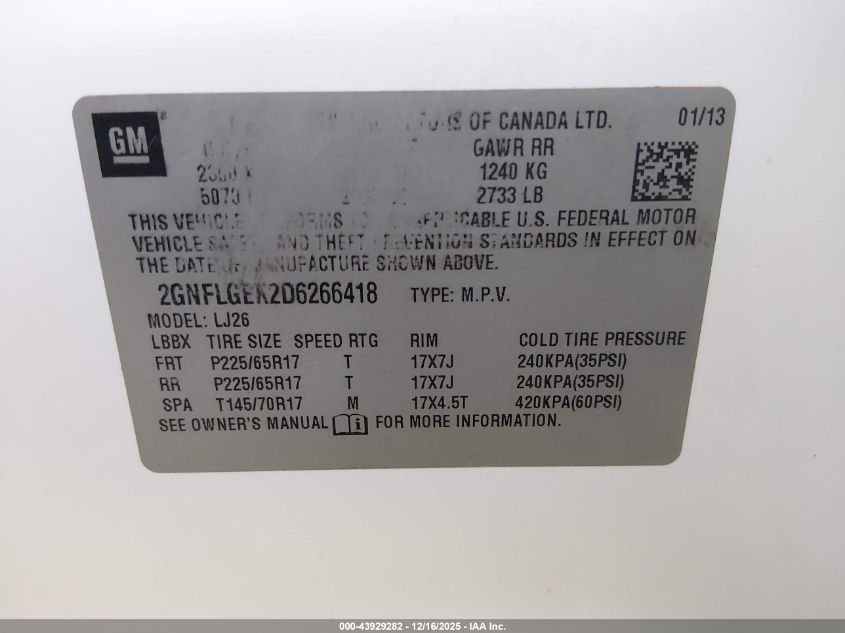 GM
OF CANADA LTD. 01/13
GAWR RR
1240 KG
2733 LB
THIS U.S. FEDERAL MOTOR
VEHICLE AND THEFT STANDARDS IN EFFECT ON
THE DATE MANUFACTURE SHOWN ABOVE.
2GNFLGEK2D6266418 TYPE: M.P.V.
MODEL: LJ26
LBBX TIRE SIZE SPEED RTG RIM COLD TIRE PRESSURE
FRT P225/65R17 T 17X7J 240KPA(35PSI)
RR P225/65R17 T 17X7J 240KPA(35PSI)
SPA T145/70R17 M 17X4.5T 420KPA(60PSI)
SEE OWNER'S MANUAL FOR MORE INFORMATION.
000-43929282 - 12/16/2025 - IAA Inc.